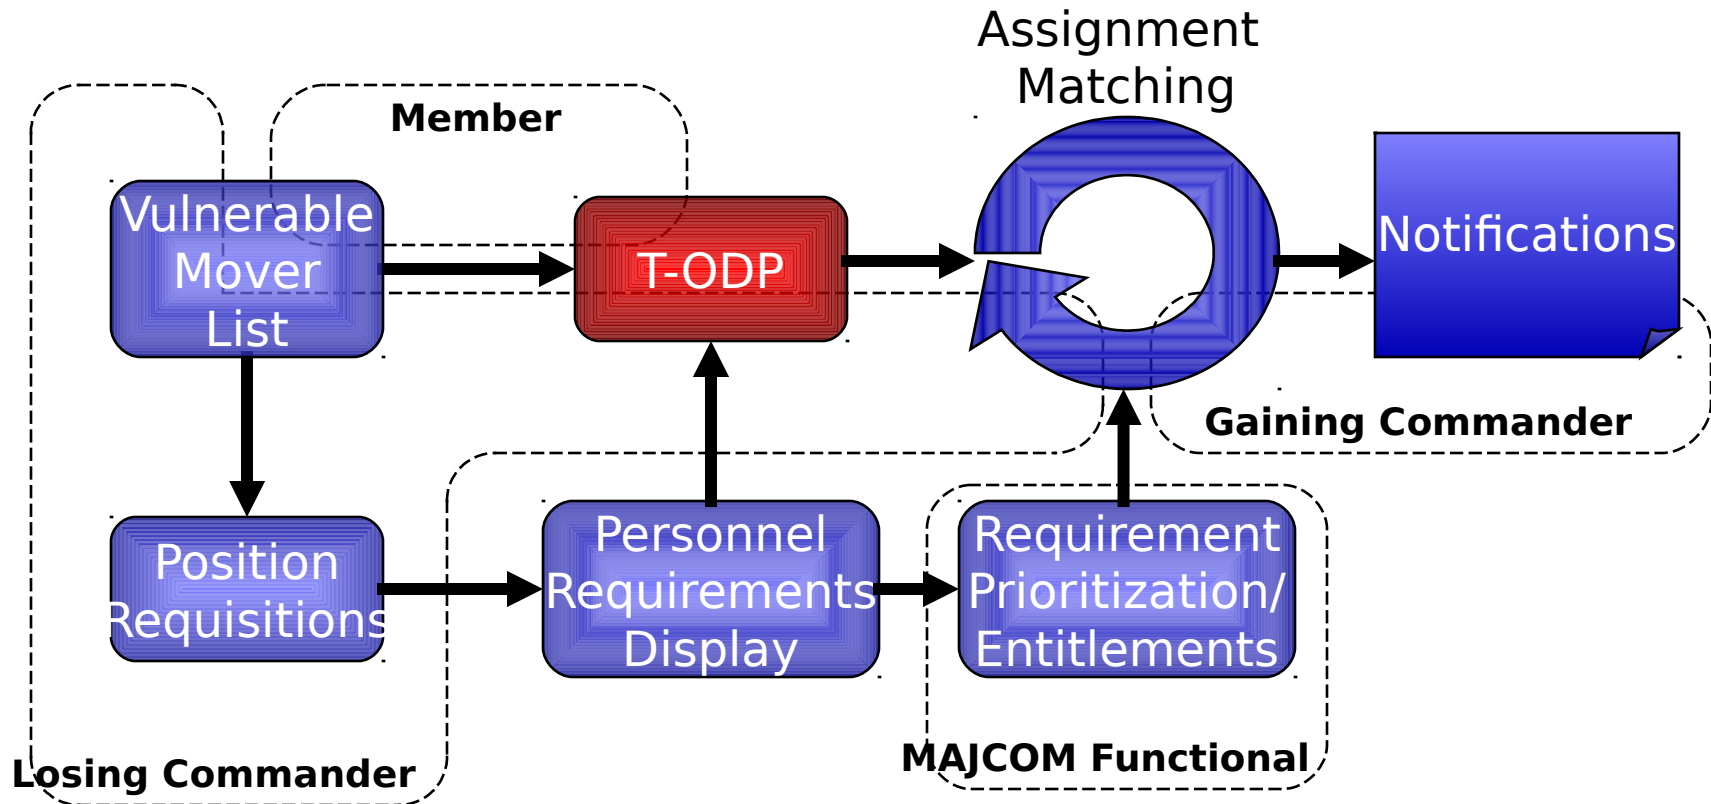 Assignment
Matching
Member
Vulnerable
Mover
List
T-ODP
Notifications
Gaining Commander
Position
Requisitions
Personnel
Requirements
Display
Requirement
Prioritization/
Entitlements
Losing Commander
MAJCOM Functional